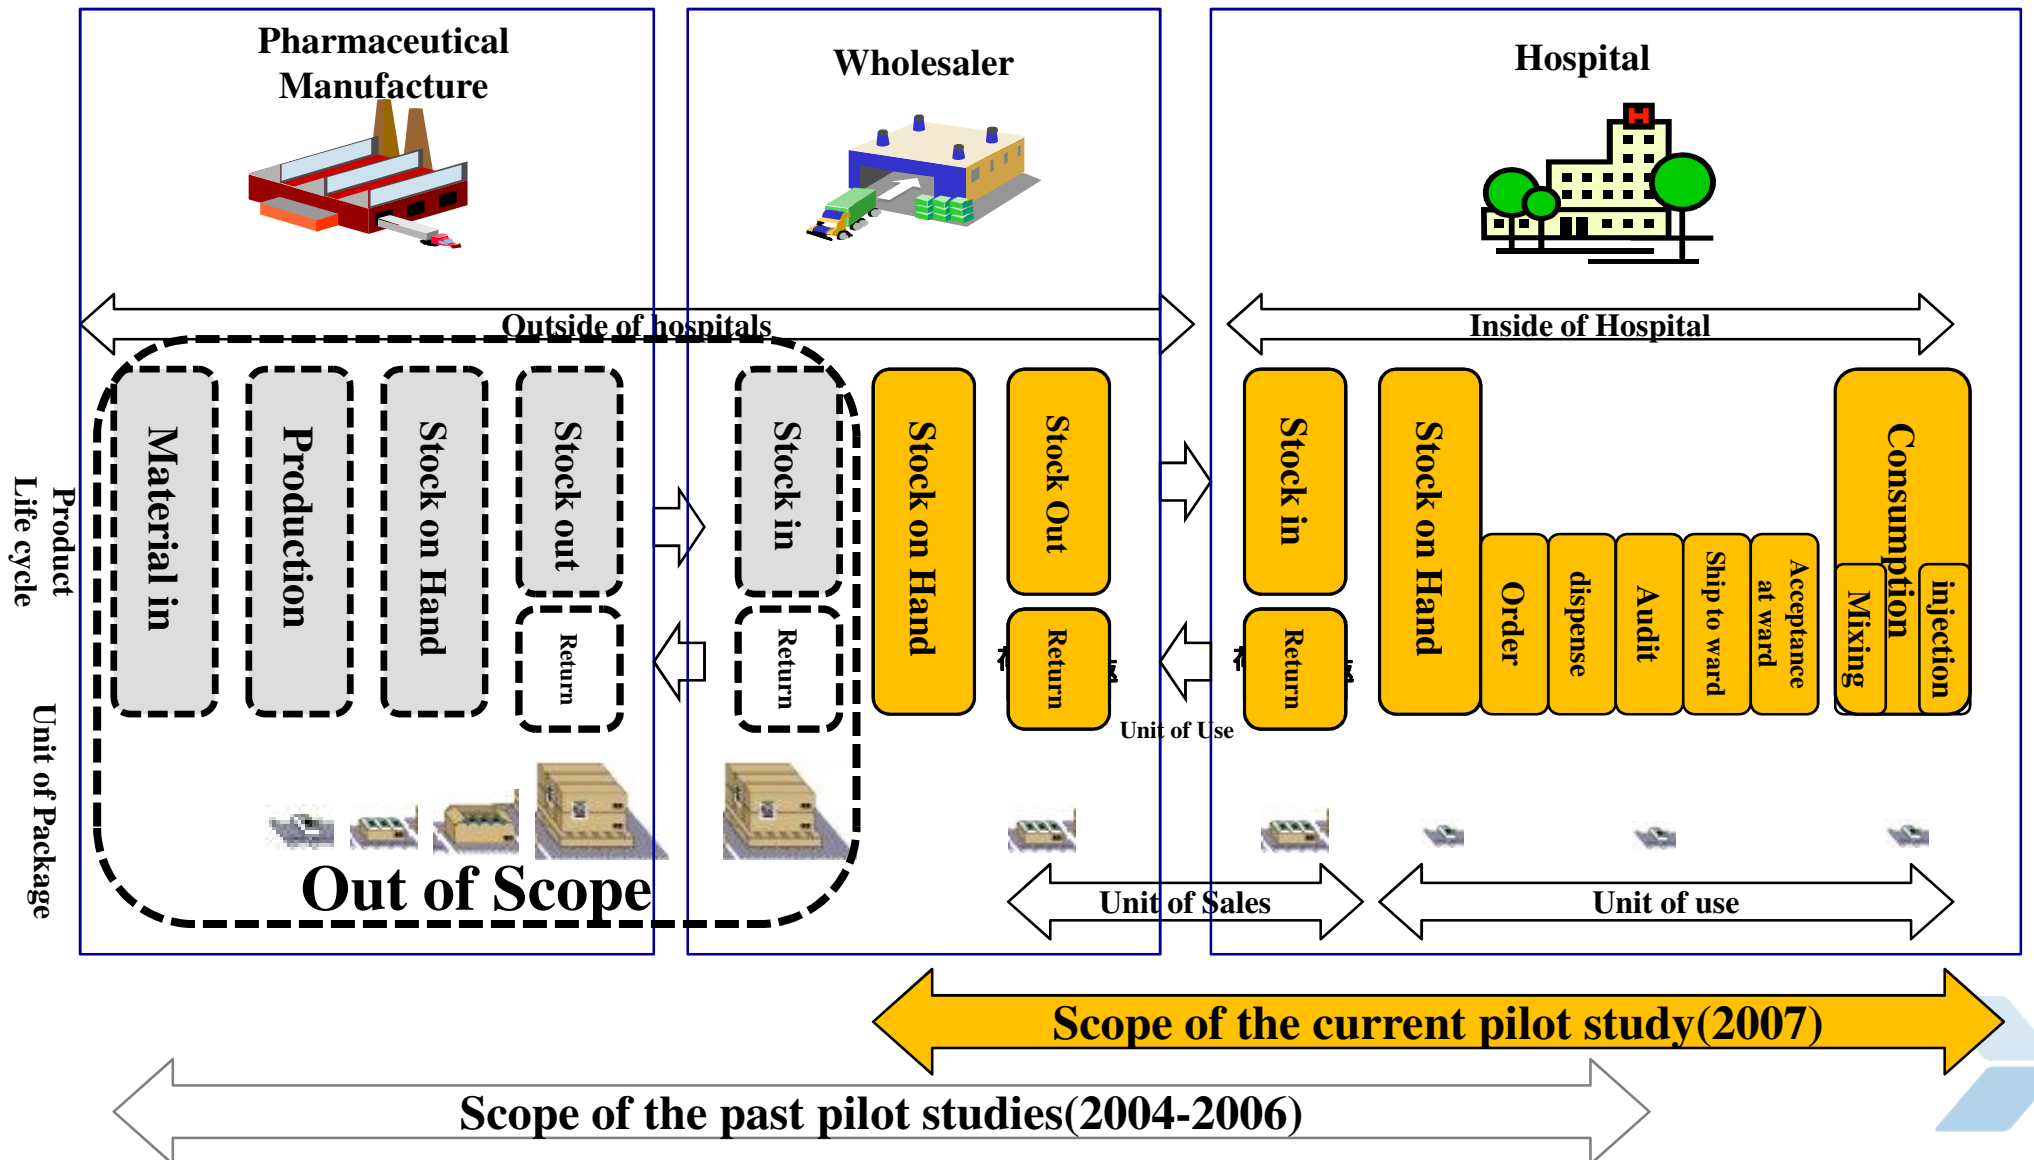 Pharmaceutical
Manufacture
Wholesaler
Hospital
Outside of hospitals
Inside of Hospital
Product
Life cycle
Material in
Production
Stock on Hand
Stock out
Return
Stock in
Return
Stock on Hand
Stock Out
Return
Stock in
Return
Stock on Hand
Order
dispense
Audit
Ship to ward
Acceptance
at ward
Consumption
Mixing
injection
Unit of Use
Unit of Package
Out of Scope
Unit of Sales
Unit of use
Scope of the current pilot study(2007)
Scope of the past pilot studies(2004-2006)